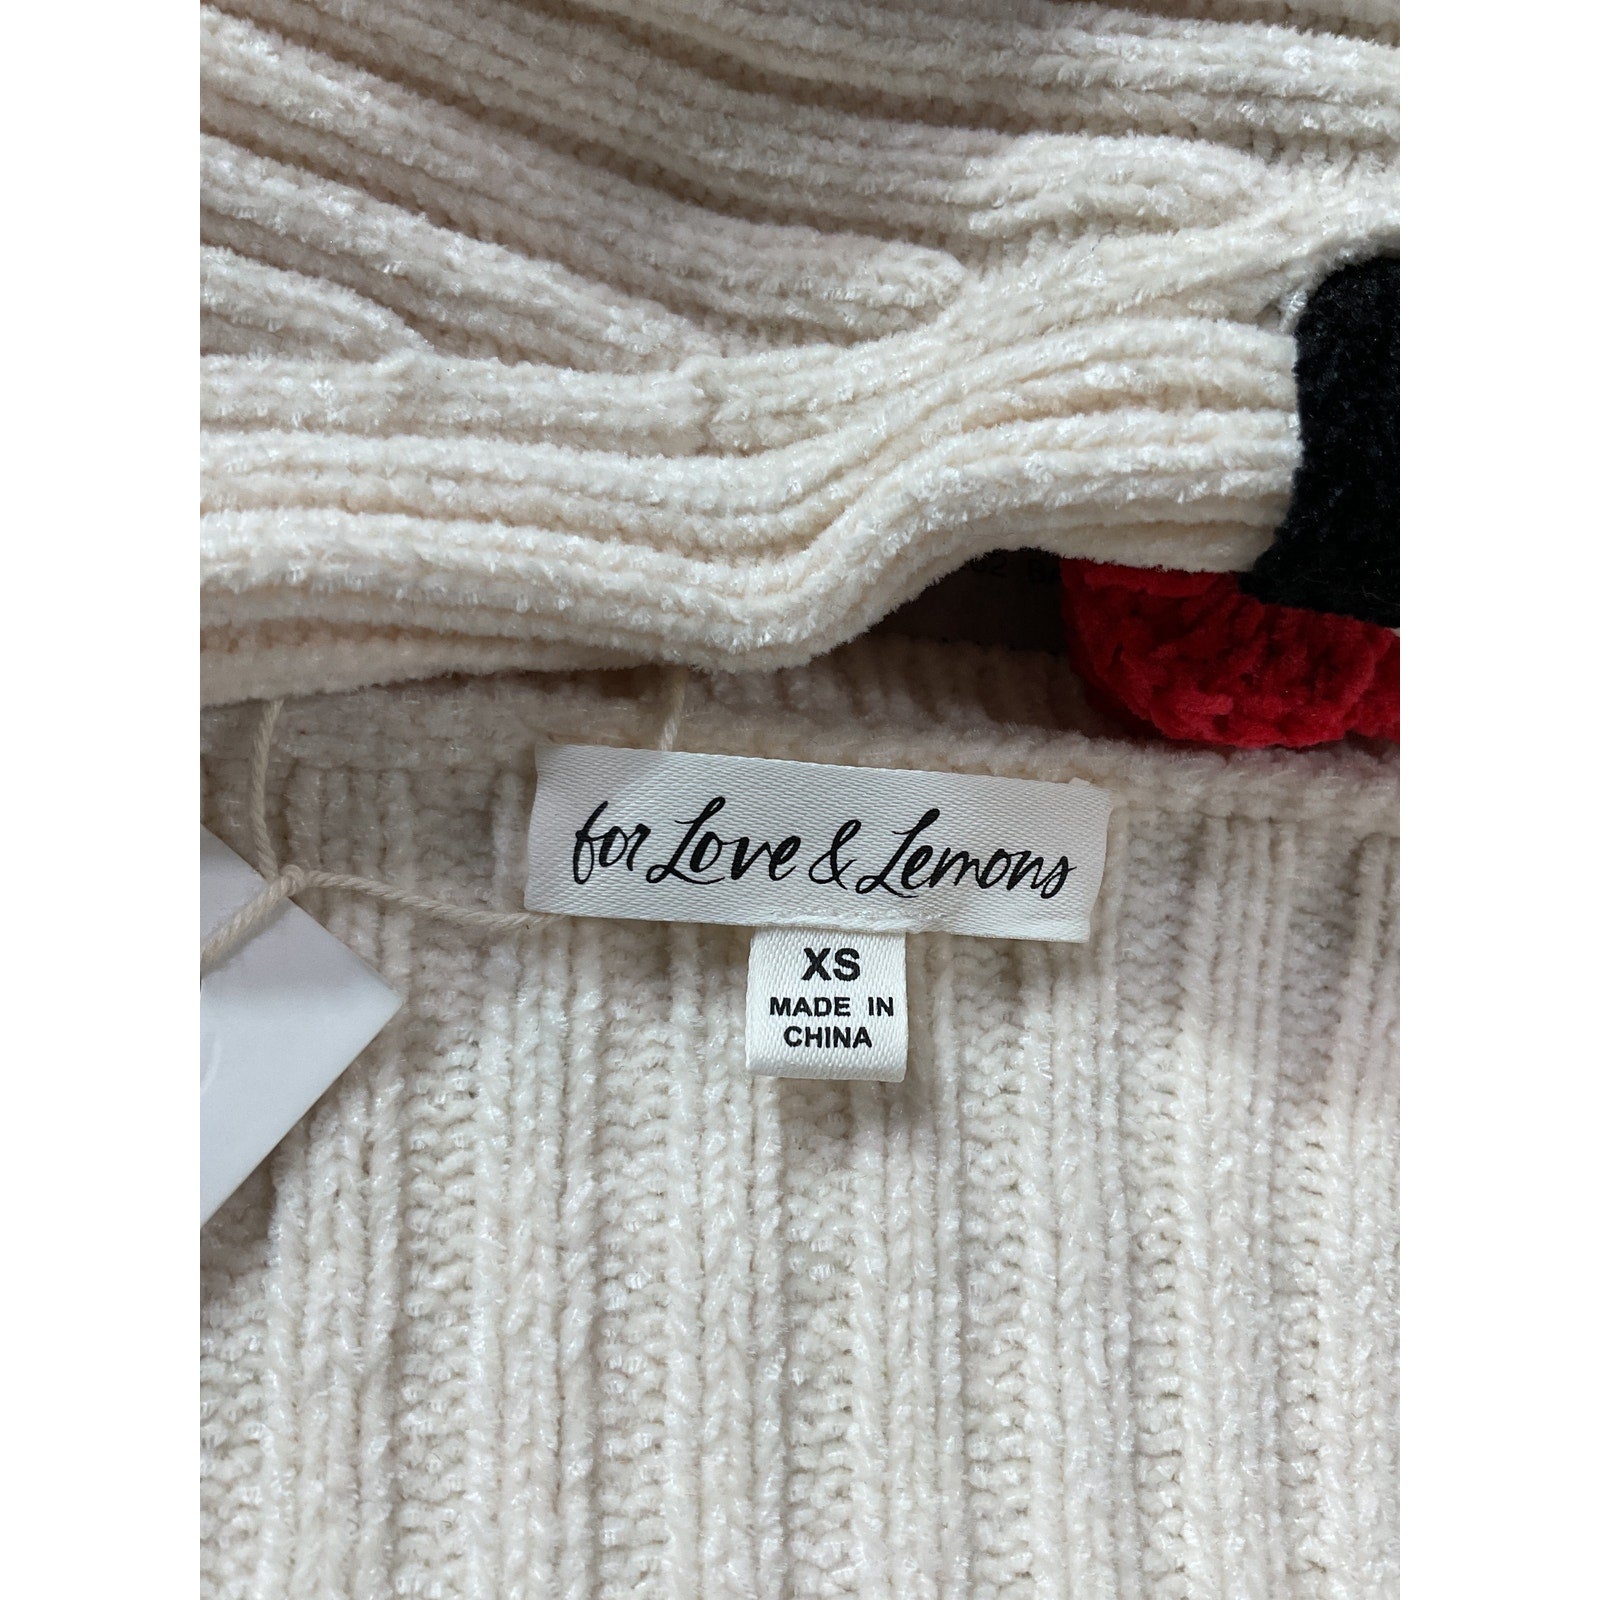 for Love & Lemons
XS
MADE IN
CHINA